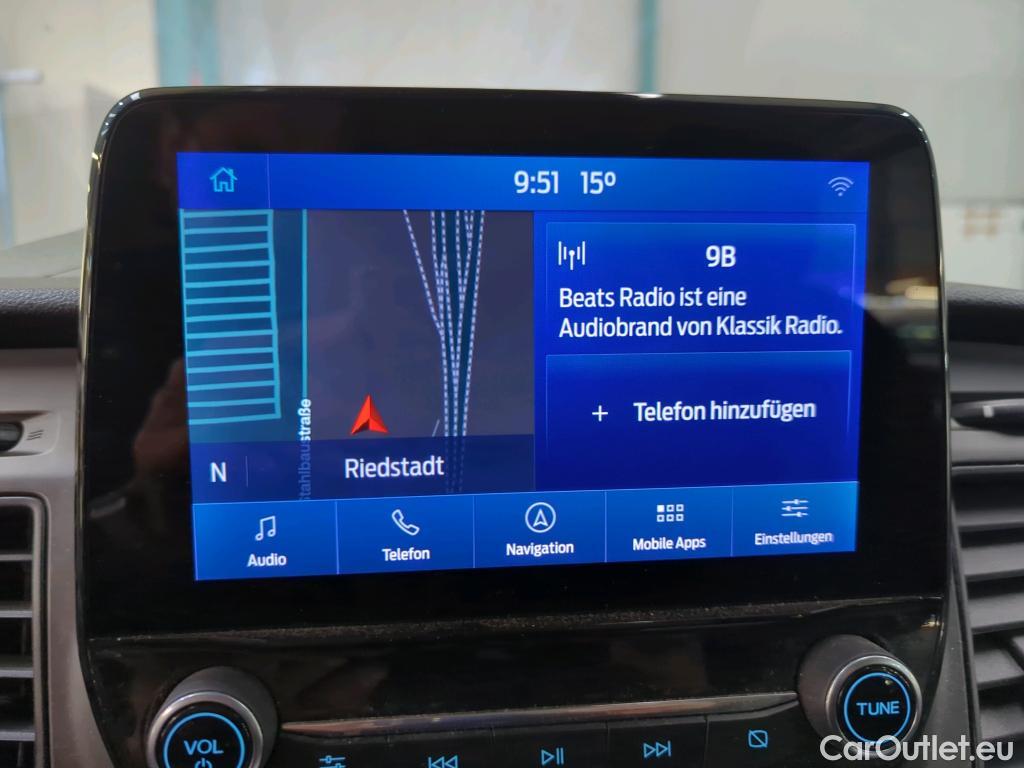 9:51 15°
9B
Beats Radio ist eine
Audiobrand von Klassik Radio.
+ Telefon hinzufügen
Stahlbaustraße
N
Riedstadt
Audio
Telefon
Navigation
Mobile Apps
Einstellungen
VOL
TUNE
CarOutlet.eu